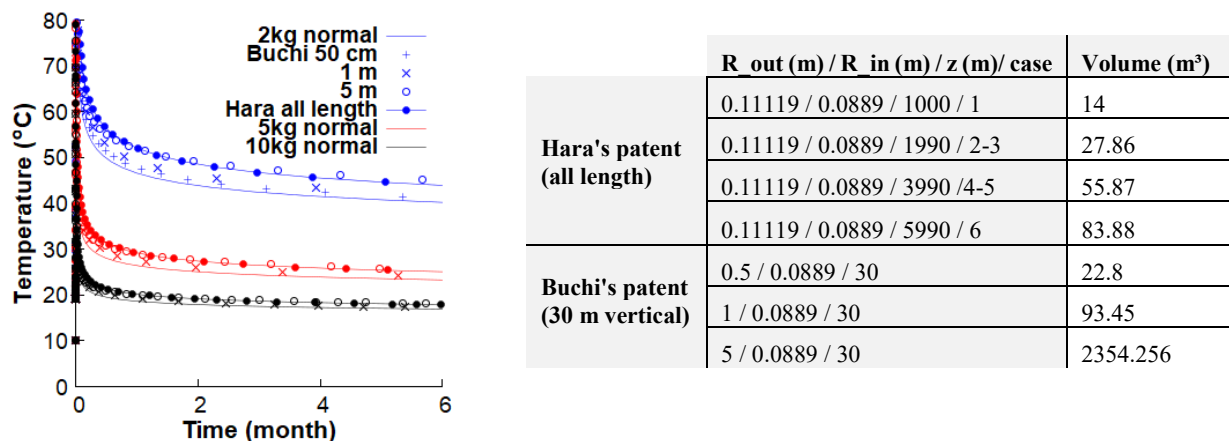 80
70
60
50
40
30
20
10
0
Temperature (°C)
2kg normal
Buchi 50 cm
1 m
5 m
Hara all length
5kg normal
10kg normal
0 2 4 6
Time (month)
R_out (m) / R_in (m) / z (m)/ case Volume (m³)
Hara's patent
(all length)
0.11119 / 0.0889 / 1000 / 1 14
0.11119 / 0.0889 / 1990 / 2-3 27.86
0.11119 / 0.0889 / 3990 /4-5 55.87
0.11119 / 0.0889 / 5990 / 6 83.88
Buchi's patent
(30 m vertical)
0.5 / 0.0889 / 30 22.8
1 / 0.0889 / 30 93.45
5 / 0.0889 / 30 2354.256